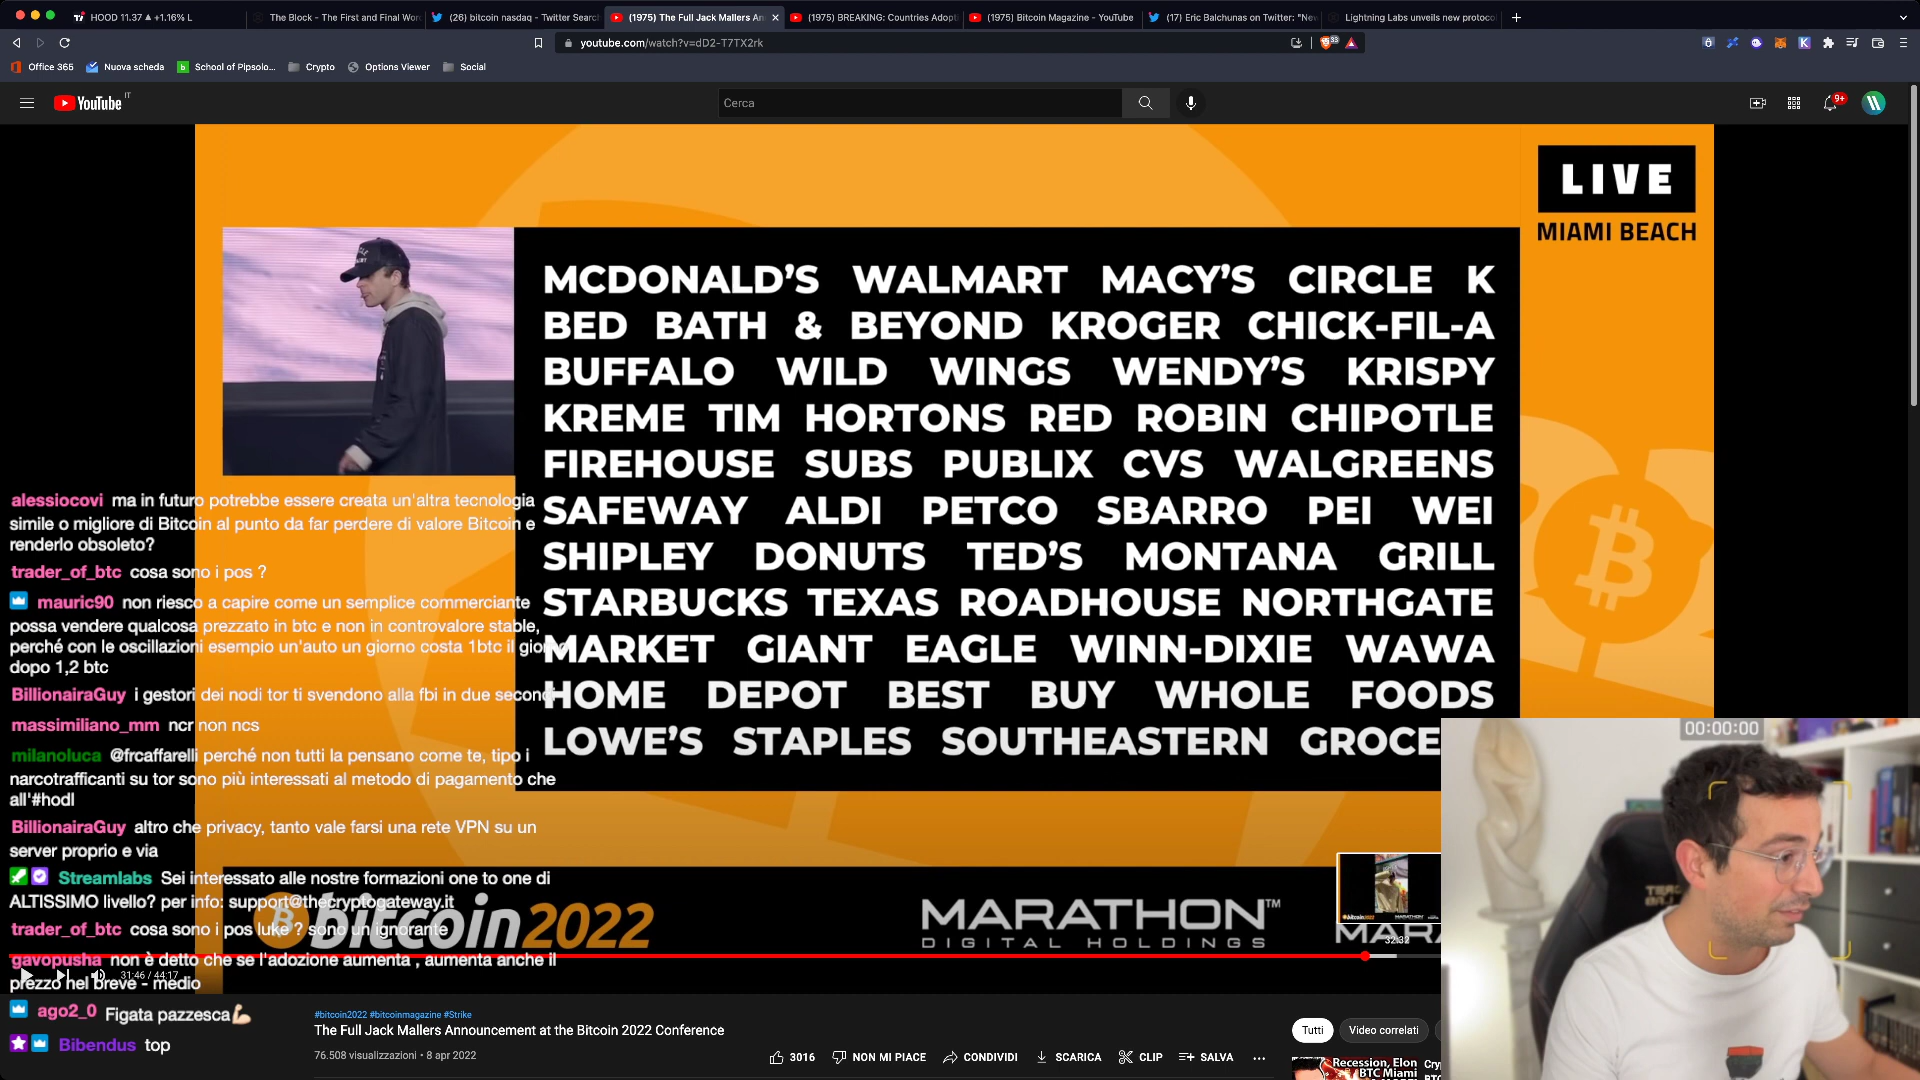 HOOD 11.37 ▲ +1.16% L
The Block - The First and Final Wor
(26) bitcoin nasdaq - Twitter Search
(1975) The Full Jack Mallers An
(1975) BREAKING: Countries Adopt
(1975) Bitcoin Magazine - YouTube
(17) Eric Balchunas on Twitter: "Nev
Lightning Labs unveils new protoco
youtube.com/watch?v=dD2-T7TX2rk
33
Office 365
Nuova scheda
School of Pipsolo...
Crypto
Options Viewer
Social
YouTube IT
Cerca
9+
LIVE
MIAMI BEACH
MCDONALD'S WALMART MACY'S CIRCLE K
BED BATH & BEYOND KROGER CHICK-FIL-A
BUFFALO WILD WINGS WENDY'S KRISPY
KREME TIM HORTONS RED ROBIN CHIPOTLE
FIREHOUSE SUBS PUBLIX CVS WALGREENS
SAFEWAY ALDI PETCO SBARRO PEI WEI
SHIPLEY DONUTS TED'S MONTANA GRILL
STARBUCKS TEXAS ROADHOUSE NORTHGATE
MARKET GIANT EAGLE WINN-DIXIE WAWA
HOME DEPOT BEST BUY WHOLE FOODS
LOWE'S STAPLES SOUTHEASTERN GROCE
alessiocovi ma in futuro potrebbe essere creata un'altra tecnologia
simile o migliore di Bitcoin al punto da far perdere di valore Bitcoin e
renderlo obsoleto?
trader_of_btc cosa sono i pos ?
mauric90 non riesco a capire come un semplice commerciante
possa vendere qualcosa prezzato in btc e non in controvalore stable,
perché con le oscillazioni esempio un'auto un giorno costa 1btc il giorno
dopo 1,2 btc
BillionairaGuy i gestori dei nodi tor ti svendono alla fbi in due secondi
massimiliano_mm ncr non ncs
milanoluca @frcaffarelli perché non tutti la pensano come te, tipo i
narcotrafficanti su tor sono più interessati al metodo di pagamento che
all'#hodl
BillionairaGuy altro che privacy, tanto vale farsi una rete VPN su un
server proprio e via
Streamlabs Sei interessato alle nostre formazioni one to one di
ALTISSIMO livello? per info: support@thecryptogateway.it
trader_of_btc cosa sono i pos luke ? sono un ignorante
gavopusha non è detto che se l'adozione aumenta , aumenta anche il
prezzo nel breve - medio
ago2_0 Figata pazzesca💪🏻
Bibendus top
bitcoin2022
MARATHON™
DIGITAL HOLDINGS
MARA
32:32
31:46 / 44:17
00:00:00
#bitcoin2022 #bitcoinmagazine #Strike
The Full Jack Mallers Announcement at the Bitcoin 2022 Conference
76.508 visualizzazioni • 8 apr 2022
3016
NON MI PIACE
CONDIVIDI
SCARICA
CLIP
SALVA
Tutti
Video correlati
Recession, Elon
BTC Miami